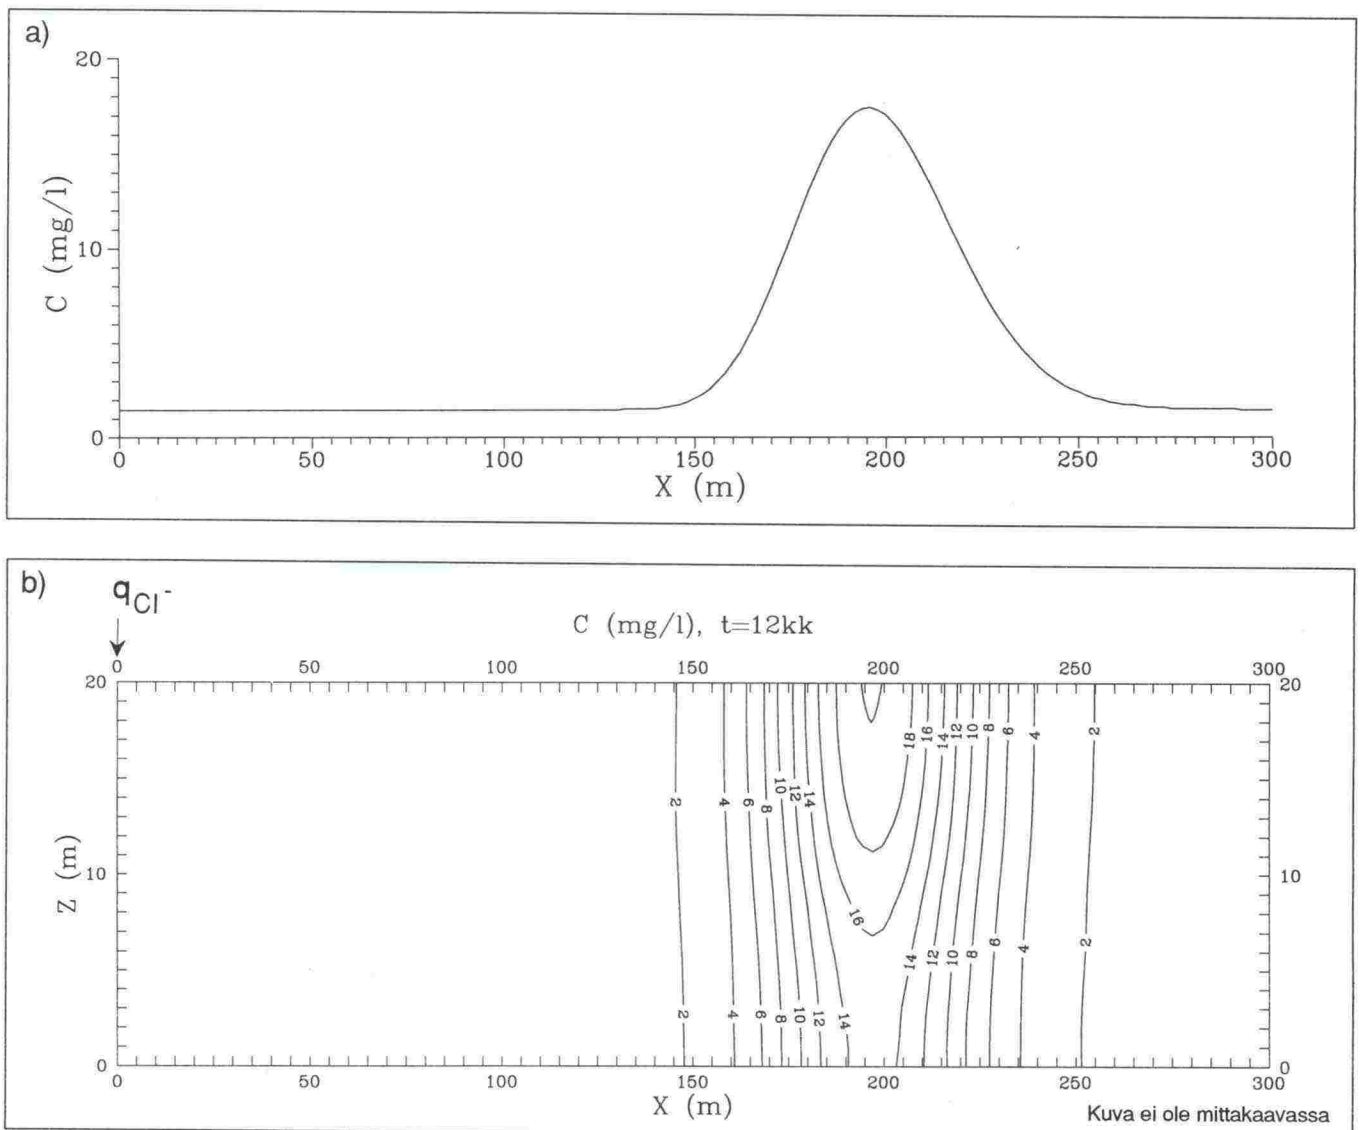 a)
20
10
0
C (mg/l)
0 50 100 150 200 250 300
X (m)
b)
qCl-
C (mg/l), t=12kk
0 50 100 150 200 250 300
20 20
18 16 14 12 10 8 6 4 2
2 4 6 8 10 12 14
10 10
Z (m)
16
14 12 10 8 6 4 2
2 4 6 8 10 12 14
0 0
0 50 100 150 200 250 300
X (m)
Kuva ei ole mittakaavassa